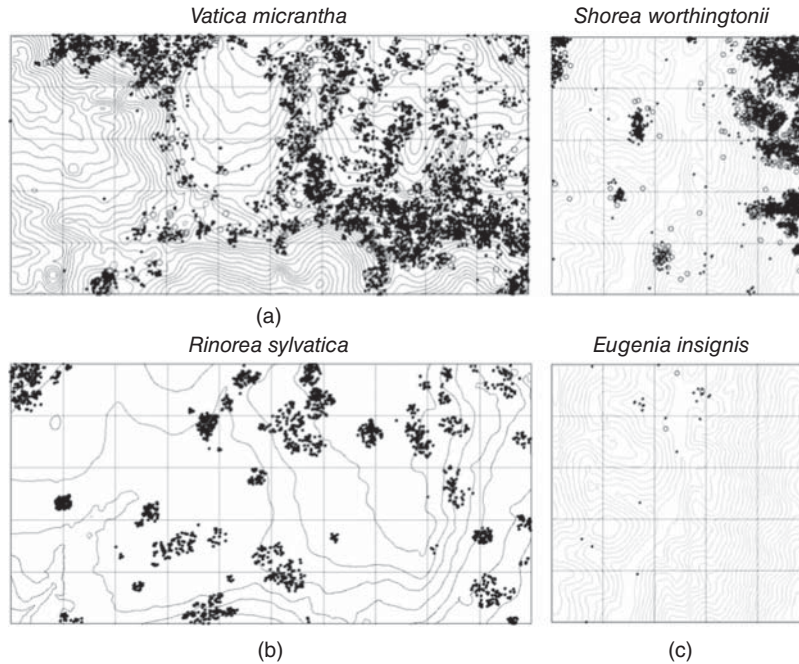 Vatica micrantha
Shorea worthingtonii
(a)
Rinorea sylvatica
Eugenia insignis
(b)
(c)